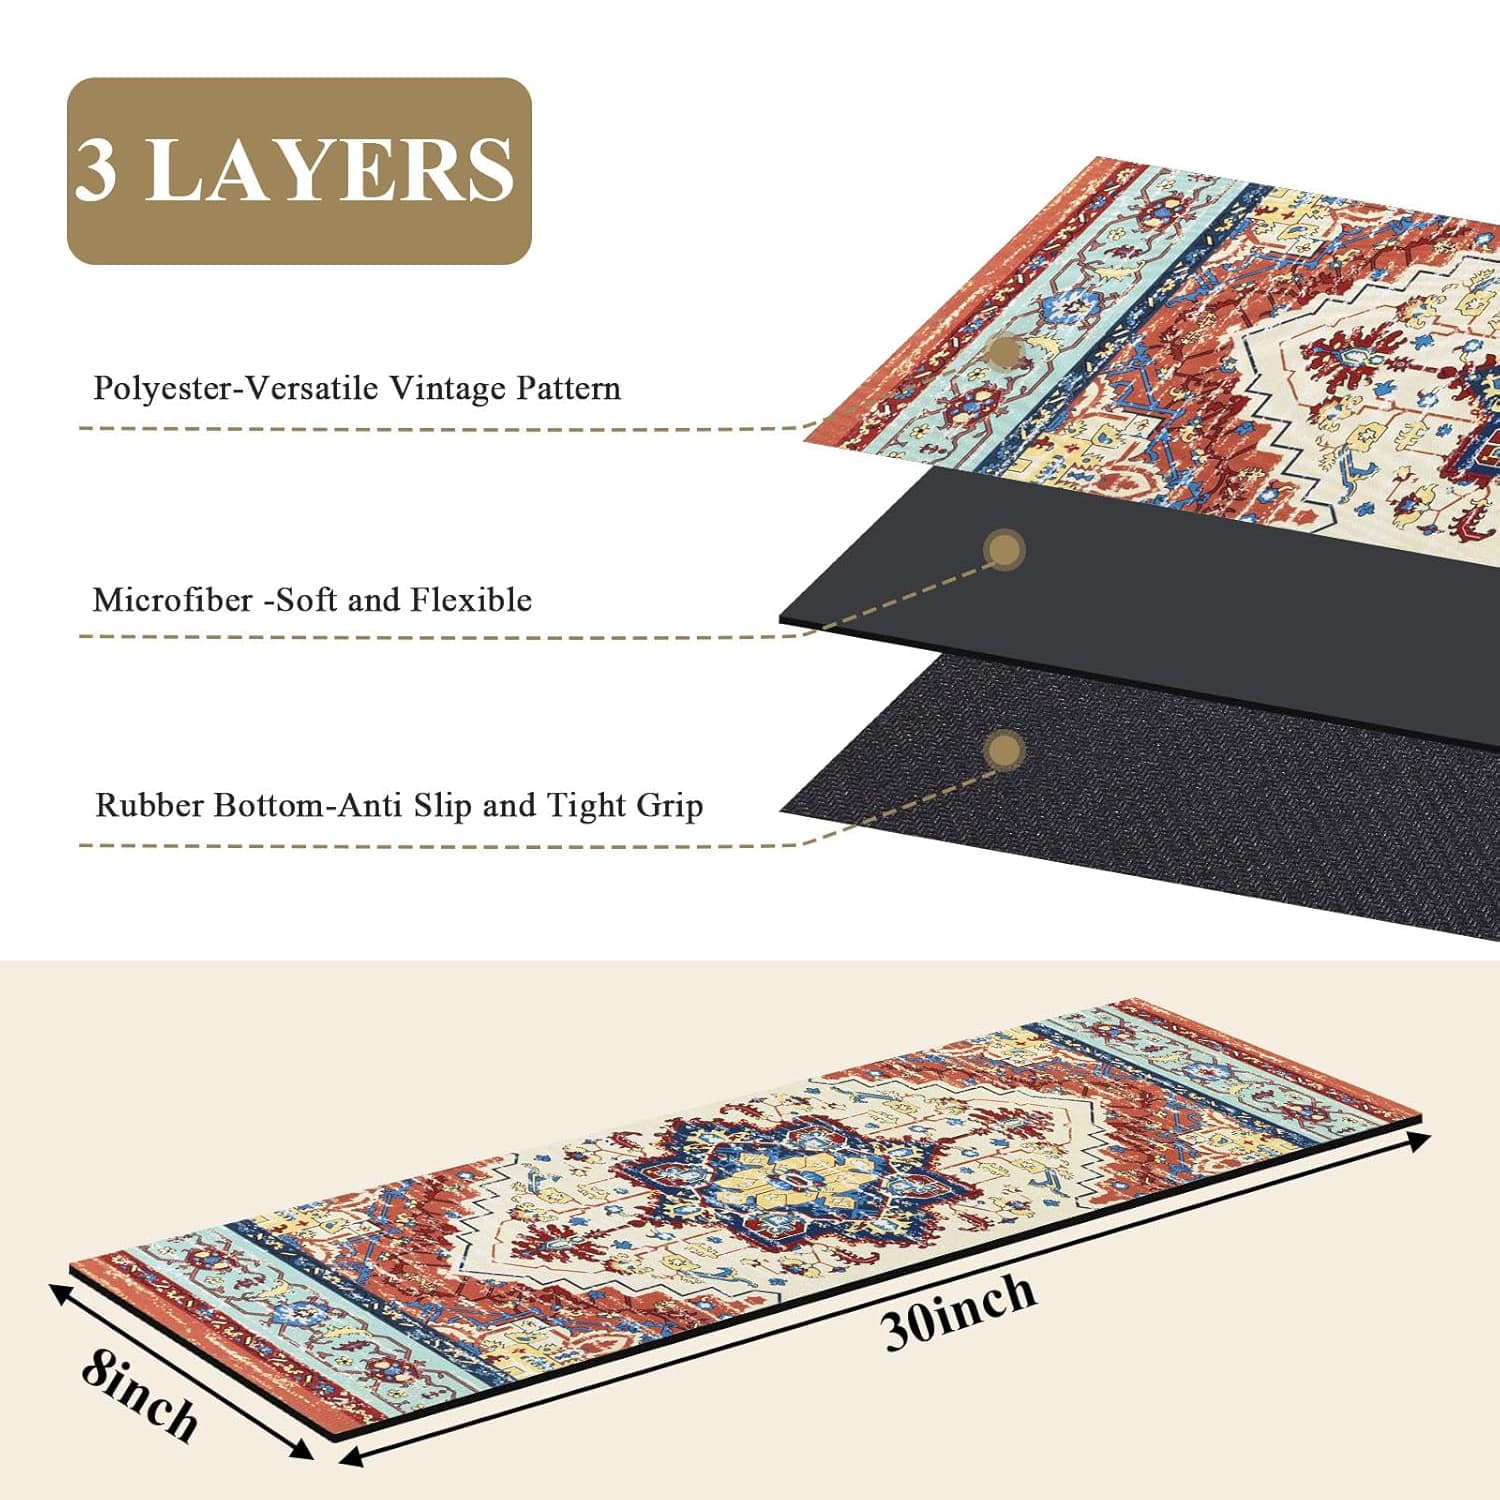 3 LAYERS
Polyester-Versatile Vintage Pattern
Microfiber -Soft and Flexible
Rubber Bottom-Anti Slip and Tight Grip
30inch
8inch